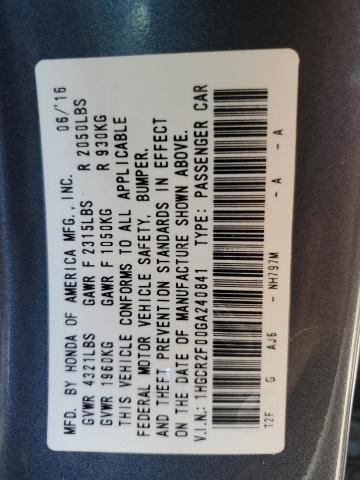 MFD. BY HONDA OF AMERICA MFG., INC. 06/'16
GVWR 4321LBS GAWR F 2315LBS R 2050LBS
GVWR 1960KG GAWR F 1050KG R 930KG
THIS VEHICLE CONFORMS TO ALL APPLICABLE
FEDERAL MOTOR VEHICLE SAFETY, BUMPER,
AND THEFT PREVENTION STANDARDS IN EFFECT
ON THE DATE OF MANUFACTURE SHOWN ABOVE.
V.I.N.: 1HGCR2F00GA240841 TYPE: PASSENGER CAR
T2F G AJ6 - NH797M - A - A